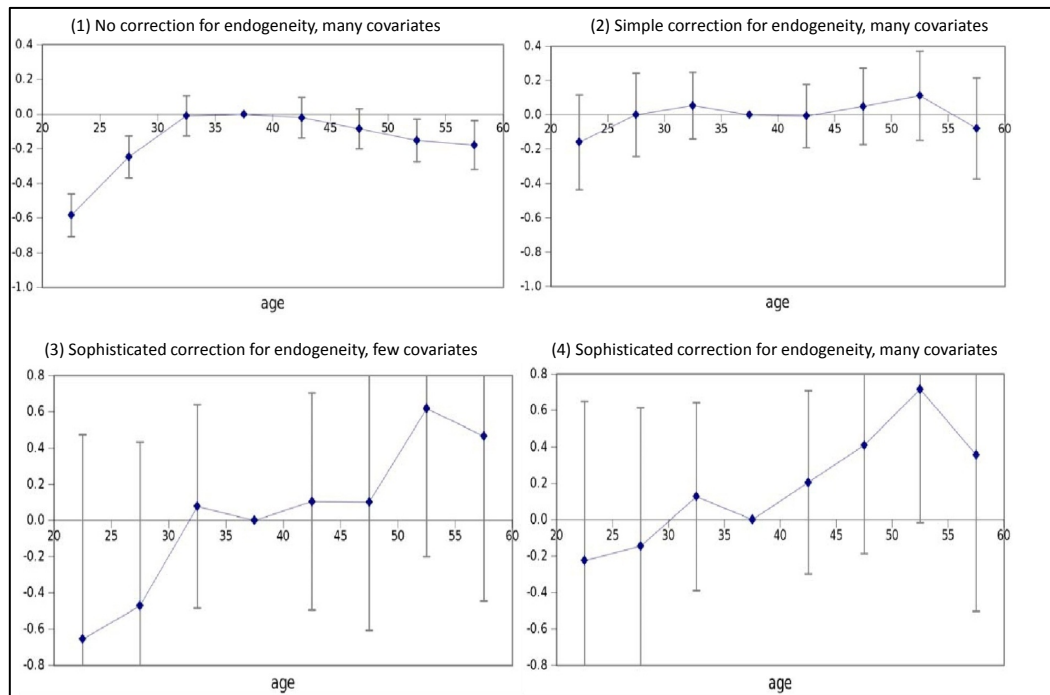 (1) No correction for endogeneity, many covariates
0.4
0.2
0.0
-0.2
-0.4
-0.6
-0.8
-1.0
20 25 30 35 40 45 50 55 60
age
(2) Simple correction for endogeneity, many covariates
0.4
0.2
0.0
-0.2
-0.4
-0.6
-0.8
-1.0
20 25 30 35 40 45 50 55 60
age
(3) Sophisticated correction for endogeneity, few covariates
0.8
0.6
0.4
0.2
0.0
-0.2
-0.4
-0.6
-0.8
20 25 30 35 40 45 50 55 60
age
(4) Sophisticated correction for endogeneity, many covariates
0.8
0.6
0.4
0.2
0.0
-0.2
-0.4
-0.6
-0.8
20 25 30 35 40 45 50 55 60
age